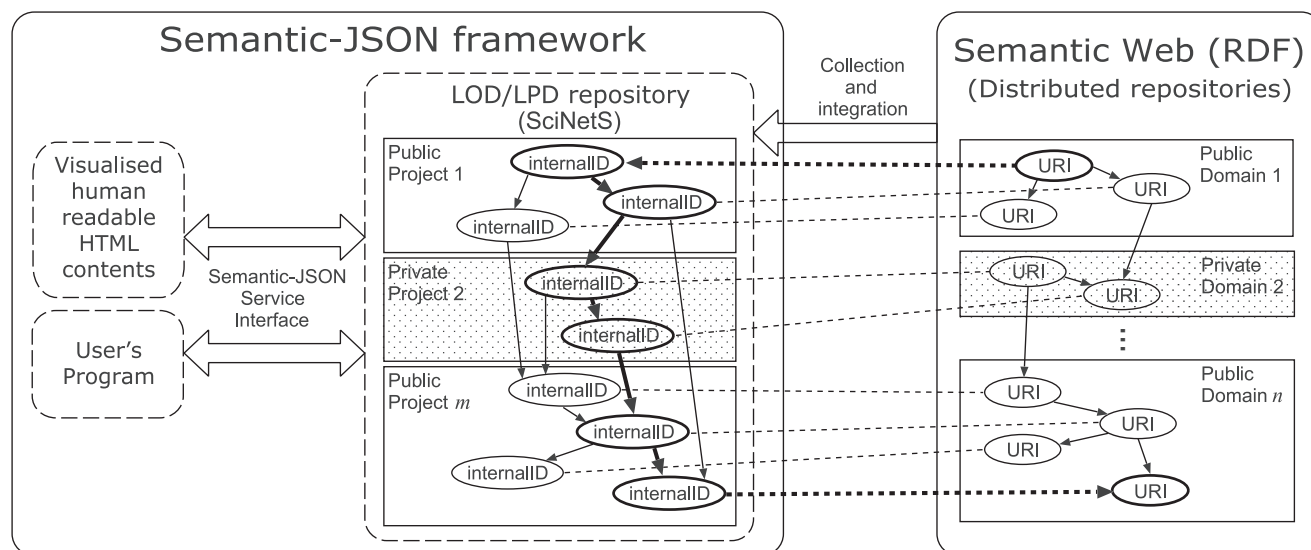 Semantic-JSON framework
LOD/LPD repository
(SciNetS)
Visualised
human
readable
HTML
contents
Semantic-JSON
Service
Interface
User's
Program
Public
Project 1
internalID
internalID
internalID
Private
Project 2
internalID
internalID
Public
Project m
internalID
internalID
internalID
internalID
Collection
and
integration
Semantic Web (RDF)
(Distributed repositories)
Public
Domain 1
URI
URI
URI
Private
Domain 2
URI
URI
Public
Domain n
URI
URI
URI
URI